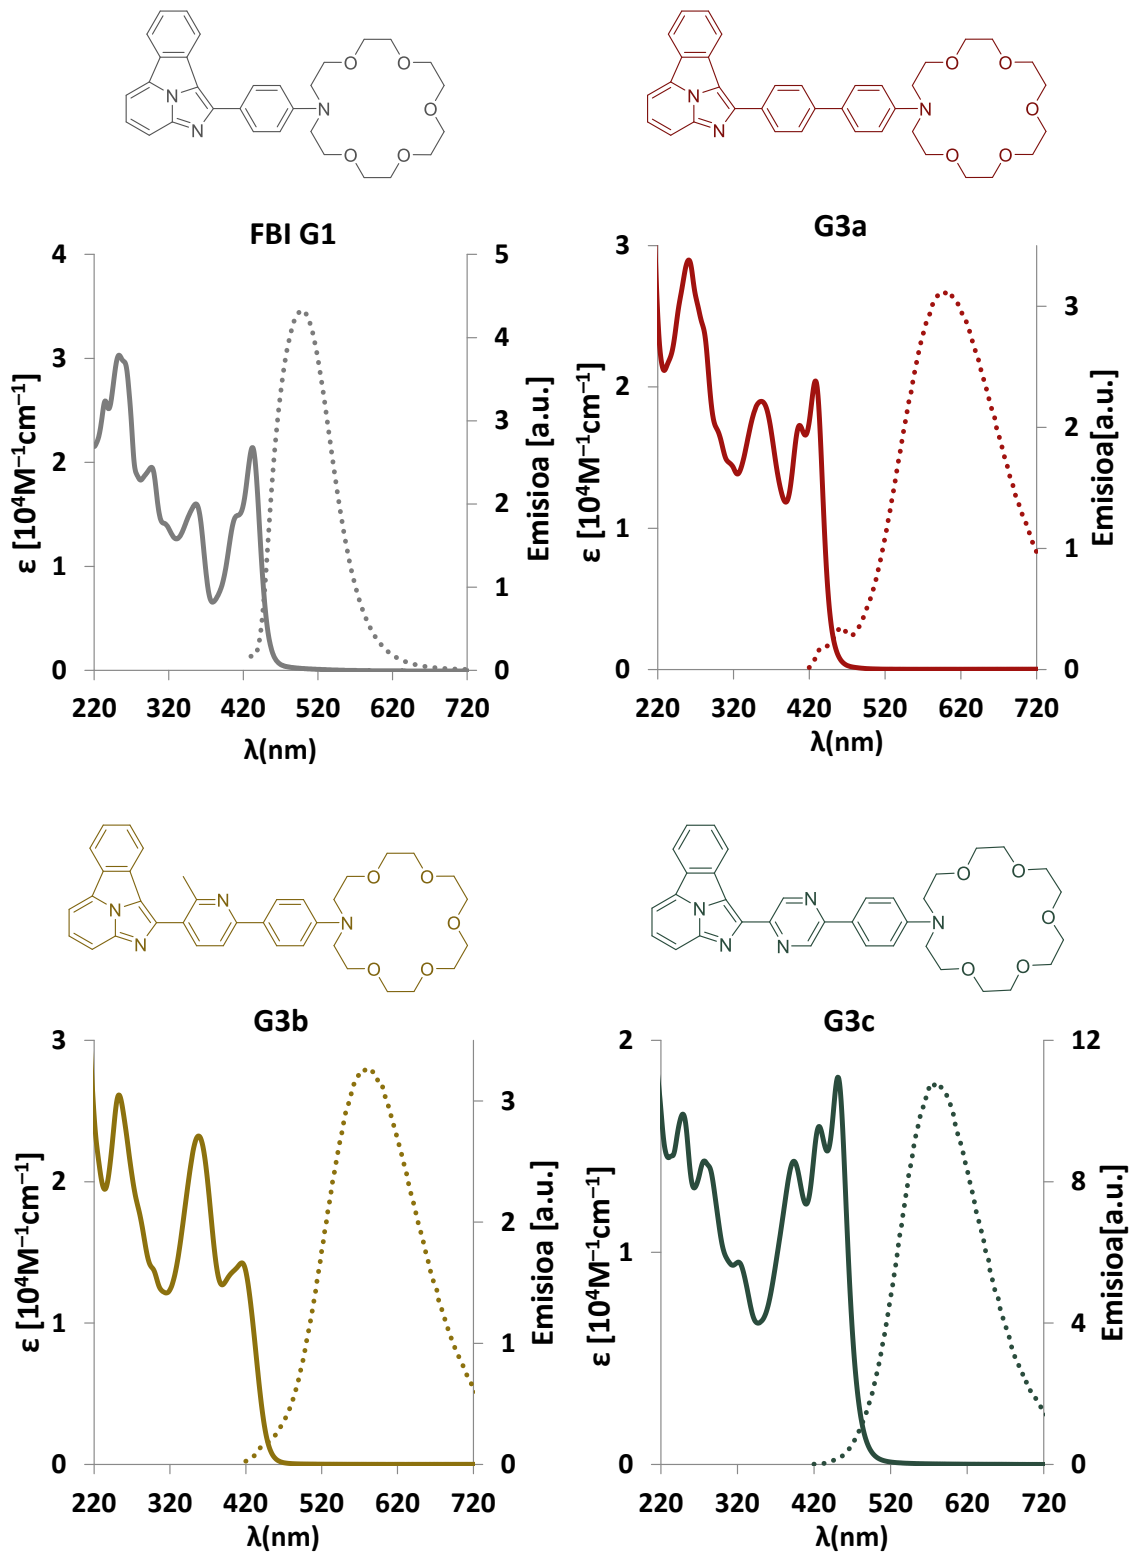 O O
N N O
N O O
O O
N N O
N O O
FBI G1
G3a
4 5
3
2
1
0
ε [10⁴M⁻¹cm⁻¹]
4
3
2
1
0
Emisioa [a.u.]
220 320 420 520 620 720
λ(nm)
3
2
1
0
ε [10⁴M⁻¹cm⁻¹]
3
2
1
0
Emisioa[a.u.]
220 320 420 520 620 720
λ(nm)
O O
N N N O
N O O
N O
N N O
N N O O
G3b
G3c
3
2
1
0
ε [10⁴M⁻¹cm⁻¹]
3
2
1
0
Emisioa [a.u.]
220 320 420 520 620 720
λ(nm)
2
1
0
ε [10⁴M⁻¹cm⁻¹]
12
8
4
0
Emisioa[a.u.]
220 320 420 520 620 720
λ(nm)